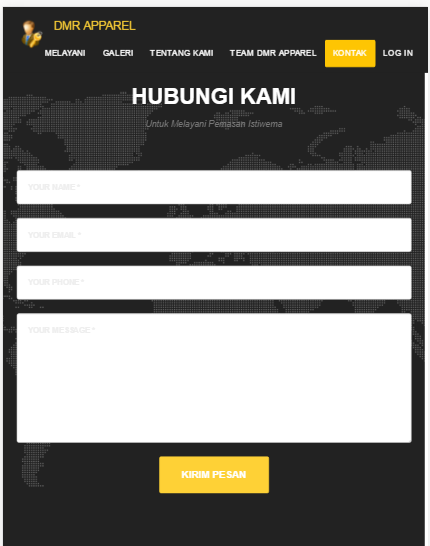 DMR APPAREL
MELAYANI GALERI TENTANG KAMI TEAM DMR APPAREL KONTAK LOG IN
HUBUNGI KAMI
Untuk Melayani Pemasan Istiwema
YOUR NAME *
YOUR EMAIL *
YOUR PHONE *
YOUR MESSAGE *
KIRIM PESAN